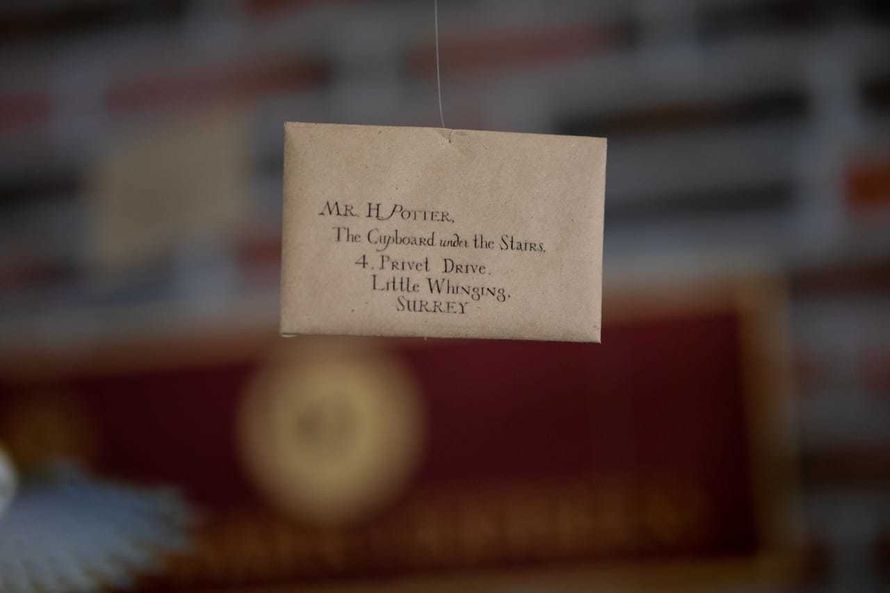 Mr. H Potter,
The Cupboard under the Stairs,
4. Privet Drive.
Little Whinging.
Surrey